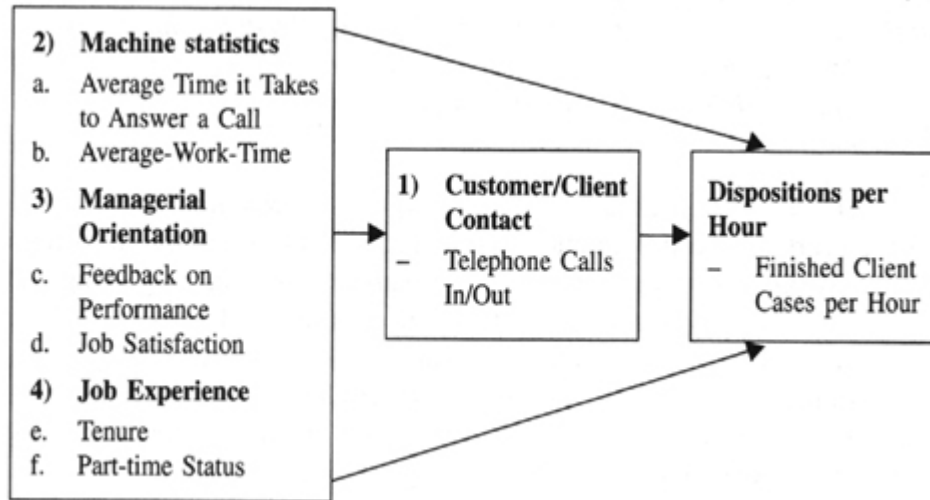 2) Machine statistics
a. Average Time it Takes
to Answer a Call
b. Average-Work-Time
3) Managerial
Orientation
c. Feedback on
Performance
d. Job Satisfaction
4) Job Experience
e. Tenure
f. Part-time Status
1) Customer/Client
Contact
– Telephone Calls
In/Out
Dispositions per
Hour
– Finished Client
Cases per Hour